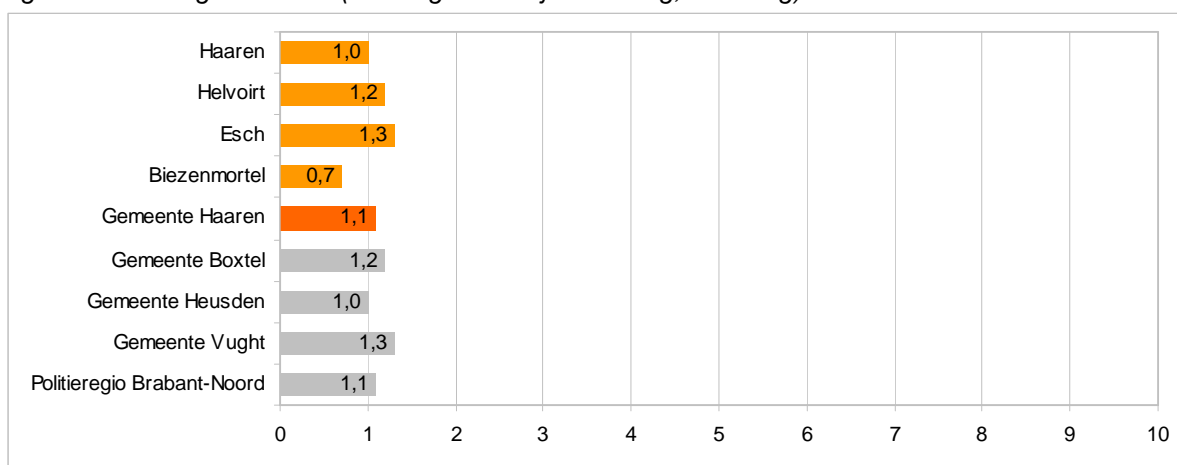 Haaren 1,0
Helvoirt 1,2
Esch 1,3
Biezenmortel 0,7
Gemeente Haaren 1,1
Gemeente Boxtel 1,2
Gemeente Heusden 1,0
Gemeente Vught 1,3
Politieregio Brabant-Noord 1,1
0 1 2 3 4 5 6 7 8 9 10